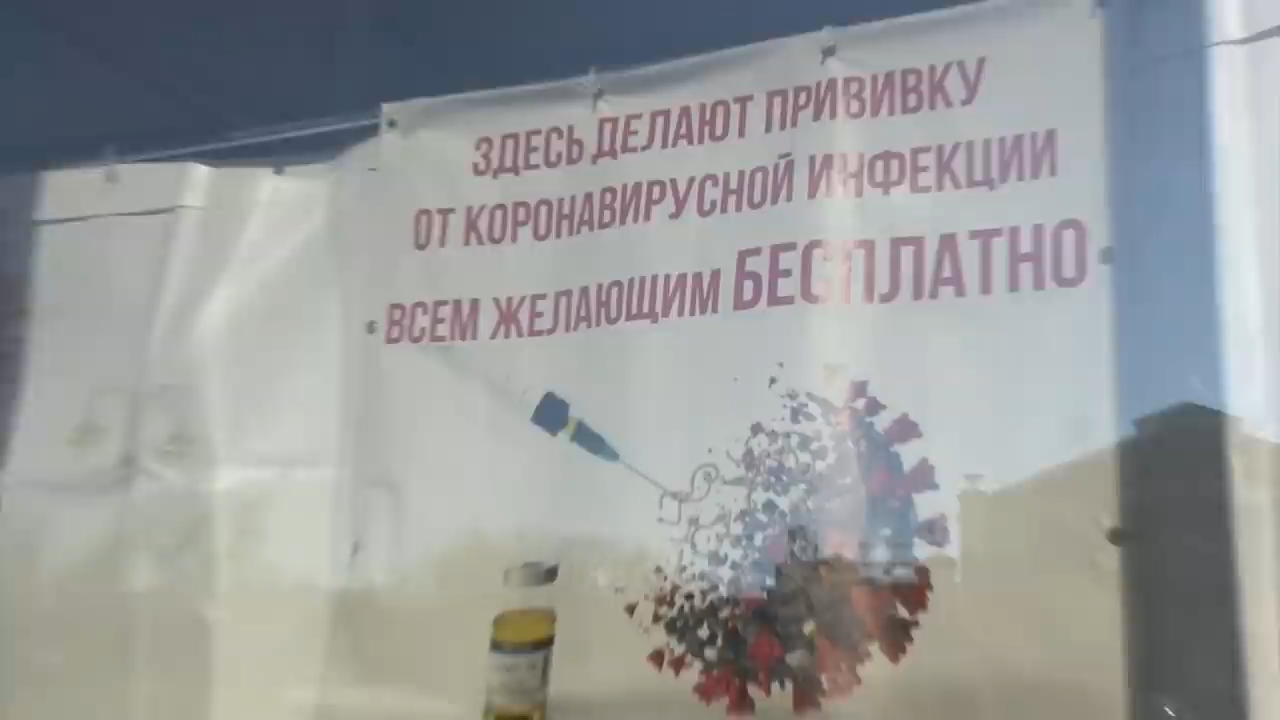 ЗДЕСЬ ДЕЛАЮТ ПРИВИВКУ
ОТ КОРОНАВИРУСНОЙ ИНФЕКЦИИ
ВСЕМ ЖЕЛАЮЩИМ БЕСПЛАТНО